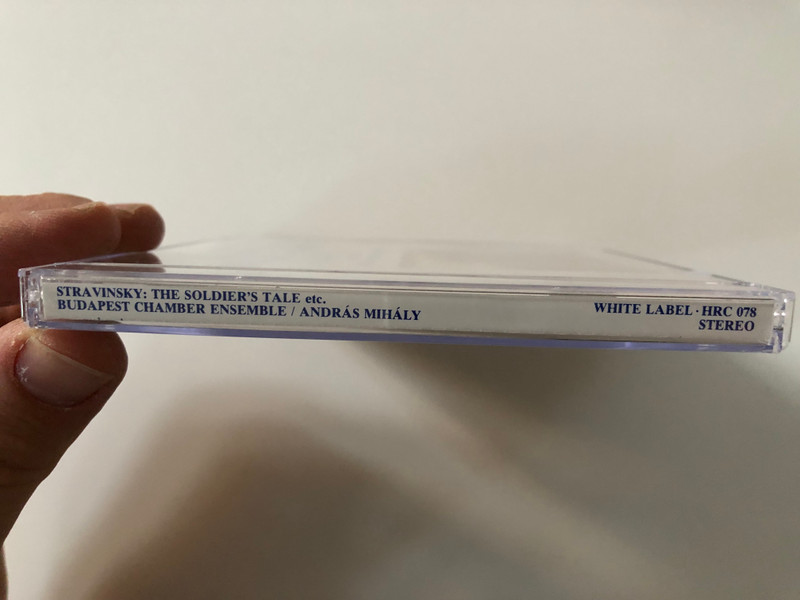 STRAVINSKY: THE SOLDIER'S TALE etc.
BUDAPEST CHAMBER ENSEMBLE / ANDRÁS MIHÁLY
WHITE LABEL · HRC 078
STEREO